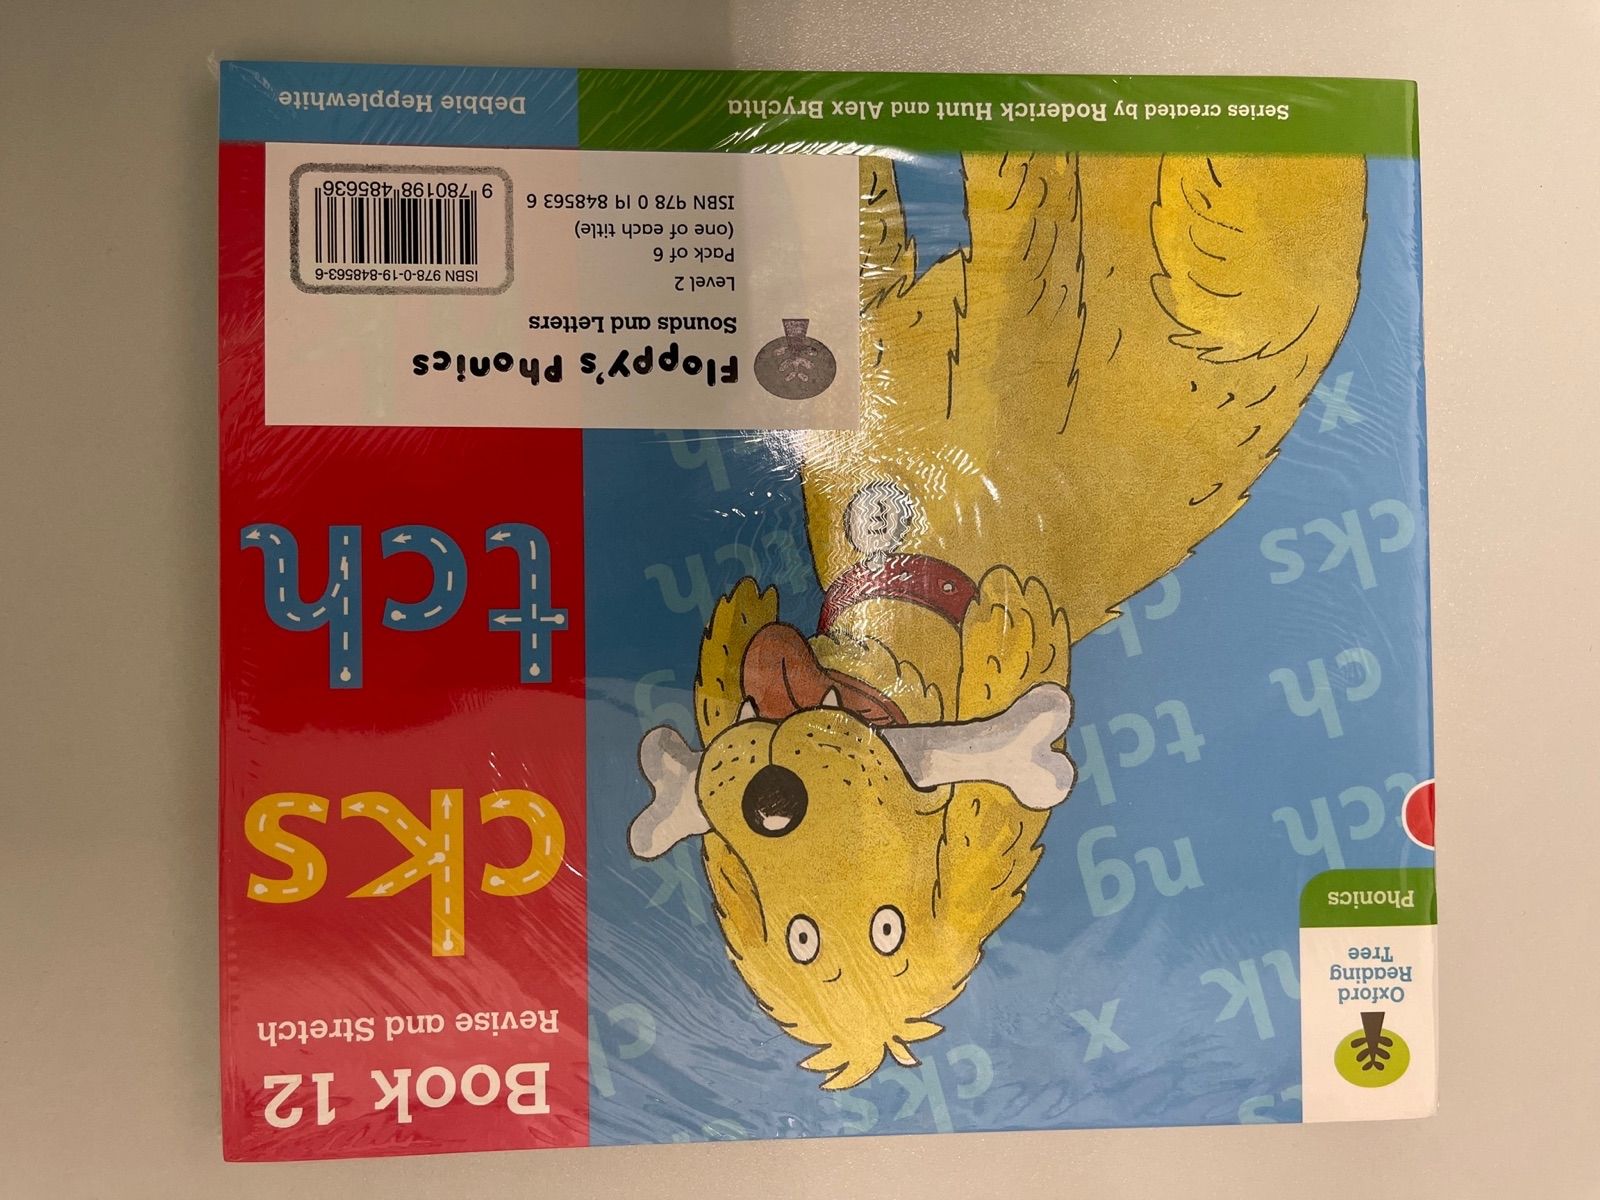 Oxford
Reading
Tree
Phonics
Book 12
Revise and Stretch
cks
tch
cks
x
nk
ng
tch
tch
ch
ch
tch
cks
x
Floppy's Phonics
Sounds and Letters
Level 2
Pack of 6
(one of each title)
ISBN 978 0 19 848563 6
ISBN 978-0-19-848563-6
9 780198 485636
Series created by Roderick Hunt and Alex Brychta
Debbie Hepplewhite